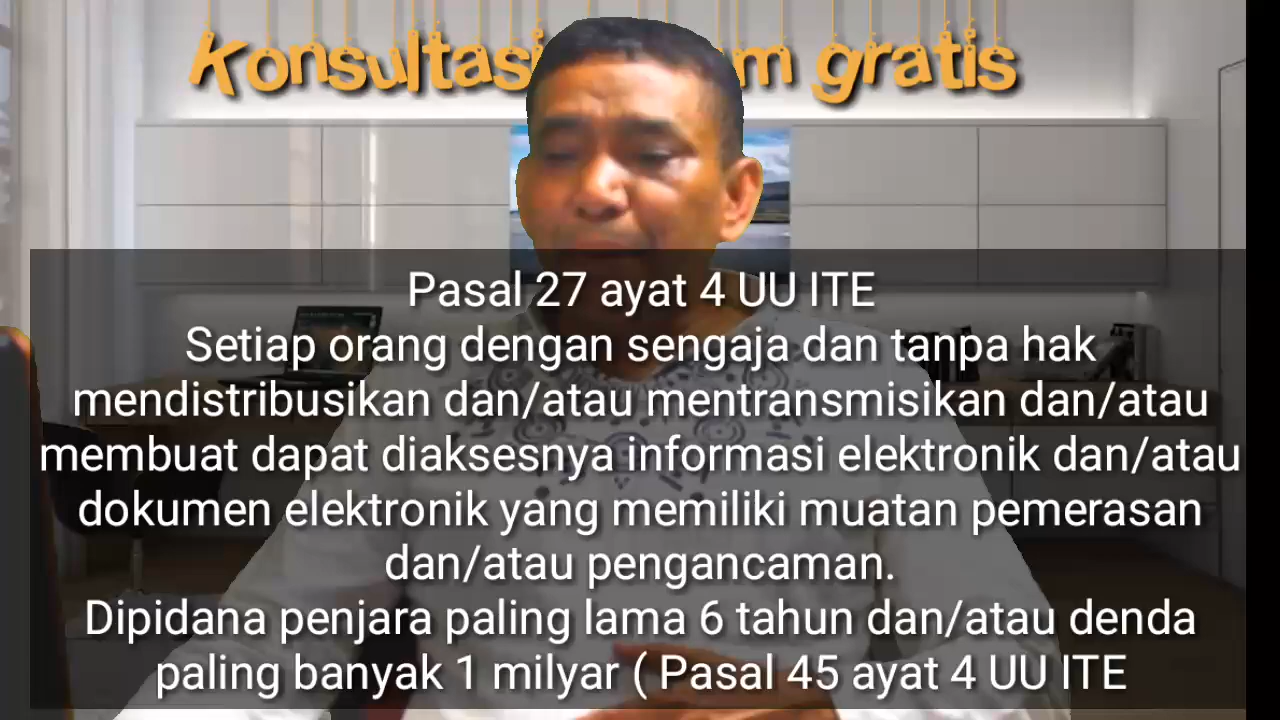 Konsultasi gratis
Pasal 27 ayat 4 UU ITE
Setiap orang dengan sengaja dan tanpa hak
mendistribusikan dan/atau mentransmisikan dan/atau
membuat dapat diaksesnya informasi elektronik dan/atau
dokumen elektronik yang memiliki muatan pemerasan
dan/atau pengancaman.
Dipidana penjara paling lama 6 tahun dan/atau denda
paling banyak 1 milyar ( Pasal 45 ayat 4 UU ITE